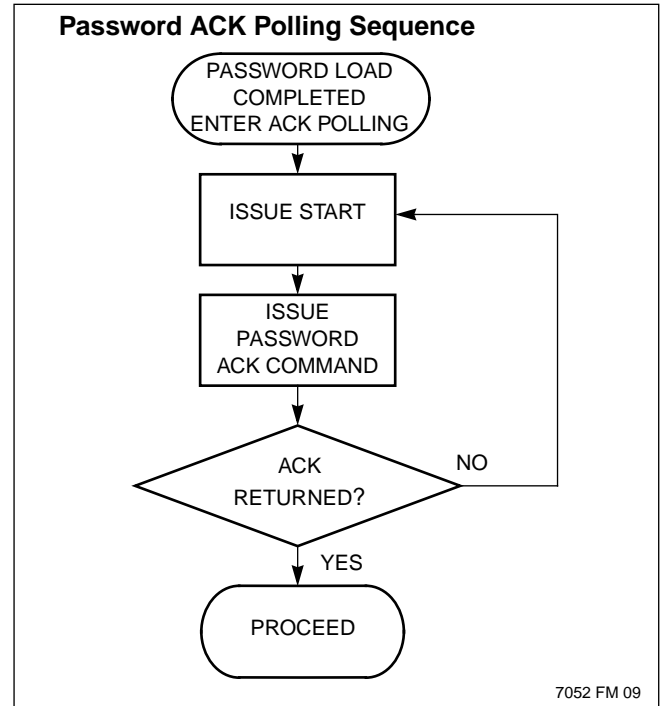 Password ACK Polling Sequence
PASSWORD LOAD
COMPLETED
ENTER ACK POLLING
ISSUE START
ISSUE
PASSWORD
ACK COMMAND
ACK
RETURNED?
NO
YES
PROCEED
7052 FM 09